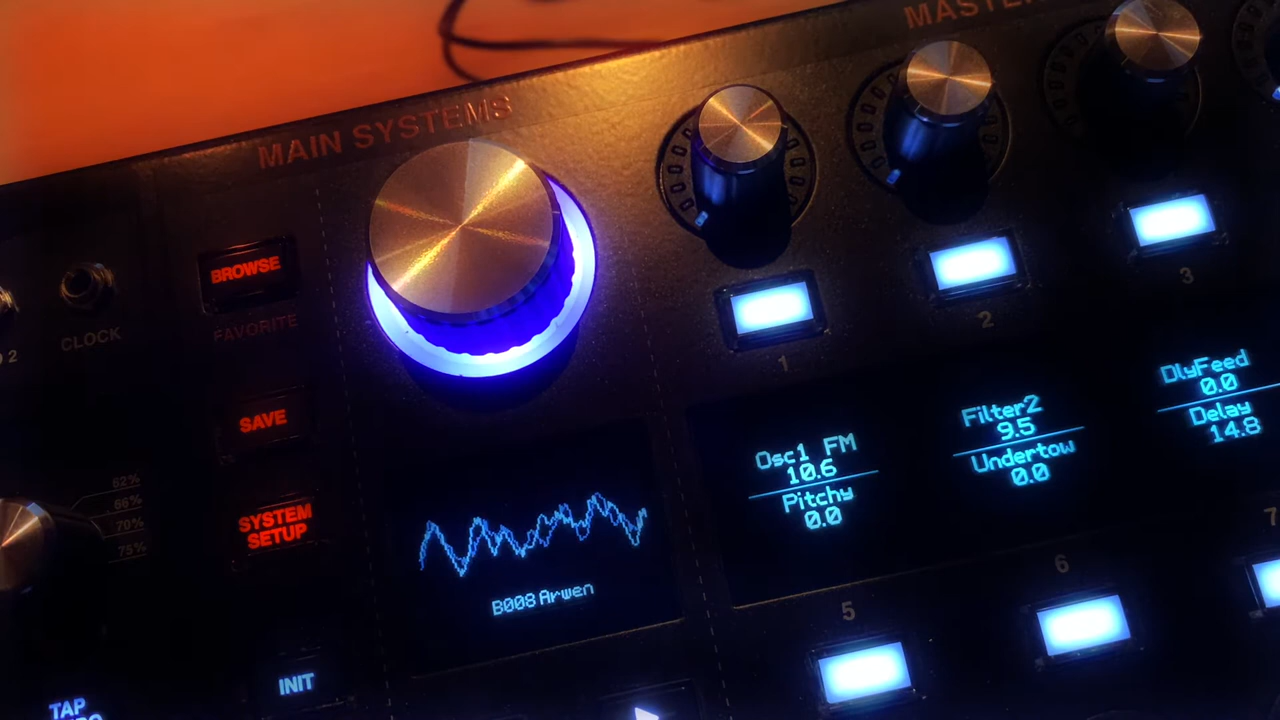 MAIN SYSTEMS
MASTER
BROWSE
FAVORITE
CLOCK
2
SAVE
62%
66%
70%
75%
SYSTEM
SETUP
INIT
TAP
B008 Arwen
1
2
3
Osc1 FM
10.6
Pitchy
0.0
Filter2
9.5
Undertow
0.0
DlyFeed
0.0
Delay
14.8
5
6
7